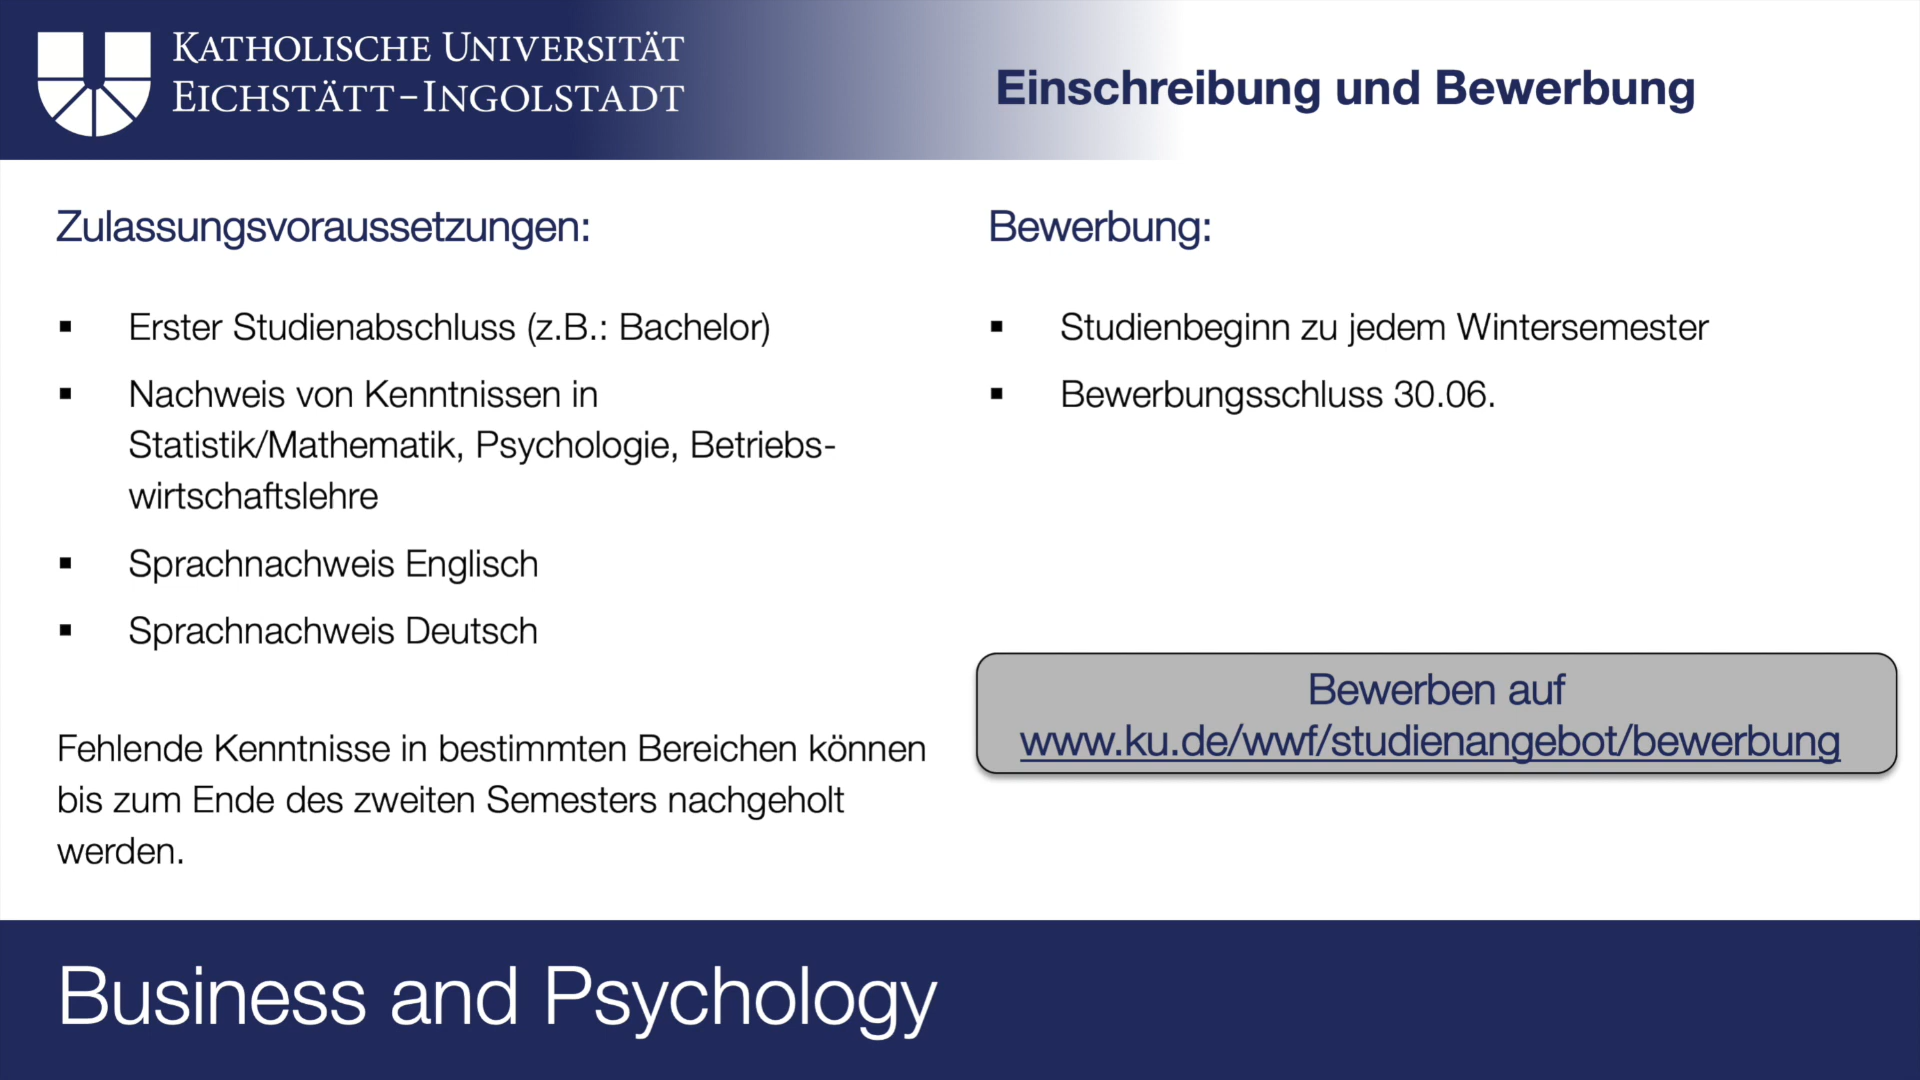 KATHOLISCHE UNIVERSITÄT
EICHSTÄTT-INGOLSTADT
Einschreibung und Bewerbung
Zulassungsvoraussetzungen:
▪ Erster Studienabschluss (z.B.: Bachelor)
▪ Nachweis von Kenntnissen in
Statistik/Mathematik, Psychologie, Betriebs-
wirtschaftslehre
▪ Sprachnachweis Englisch
▪ Sprachnachweis Deutsch
Fehlende Kenntnisse in bestimmten Bereichen können
bis zum Ende des zweiten Semesters nachgeholt
werden.
Bewerbung:
▪ Studienbeginn zu jedem Wintersemester
▪ Bewerbungsschluss 30.06.
Bewerben auf
www.ku.de/wwf/studienangebot/bewerbung
Business and Psychology